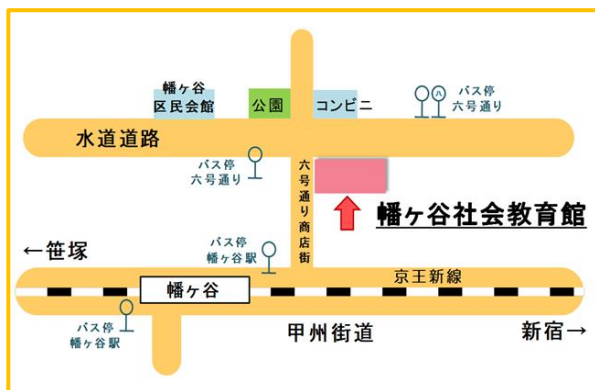 幡ヶ谷
区民会館
公園
コンビニ
バス停
六号通り
水道道路
バス停
六号通り
六号通り商店街
幡ヶ谷社会教育館
←笹塚
バス停
幡ヶ谷駅
京王新線
幡ヶ谷
バス停
幡ヶ谷駅
甲州街道
新宿→